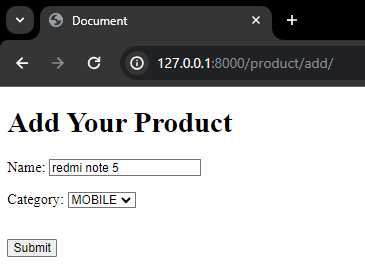 Document
127.0.0.1:8000/product/add/
Add Your Product
Name: redmi note 5
Category: MOBILE
Submit